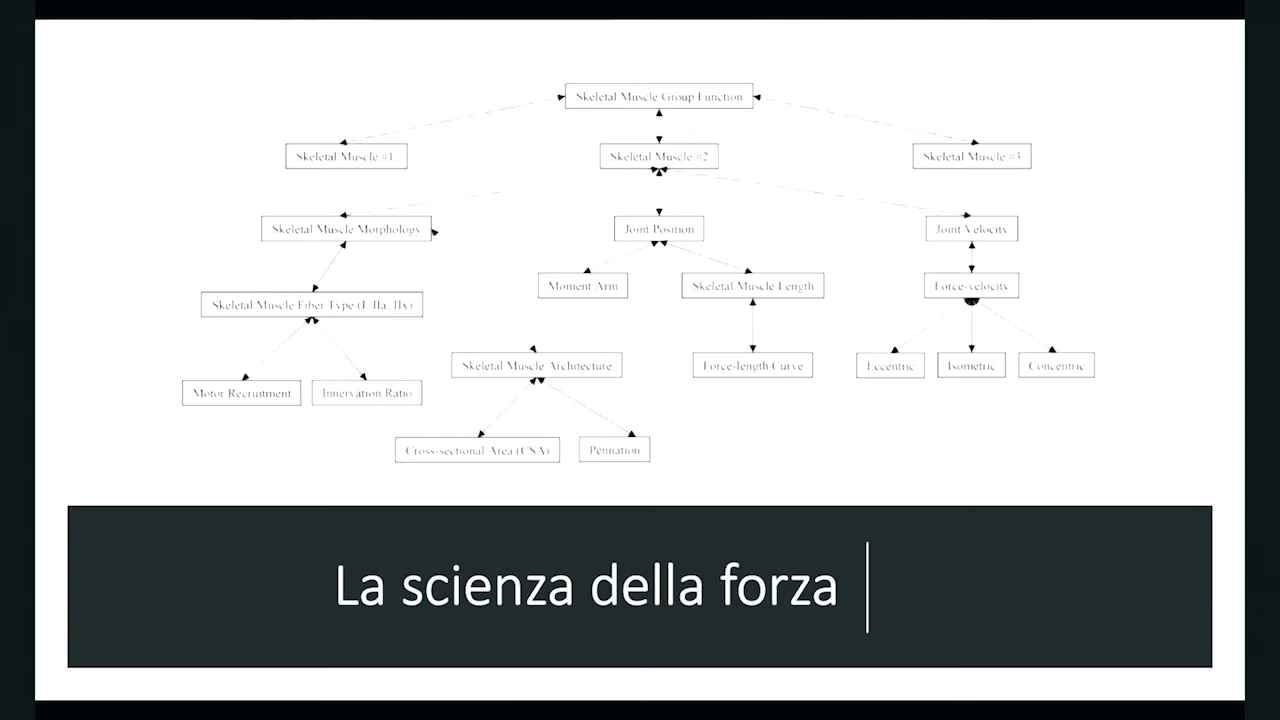 Skeletal Muscle Group Function
Skeletal Muscle #1
Skeletal Muscle #2
Skeletal Muscle #3
Skeletal Muscle Morphology
Joint Position
Joint Velocity
Moment Arm
Skeletal Muscle Length
Force-velocity
Skeletal Muscle Fiber Type (I, IIa, IIx)
Skeletal Muscle Architecture
Force-length Curve
Eccentric
Isometric
Concentric
Motor Recruitment
Innervation Ratio
Cross-sectional Area (CSA)
Pennation
La scienza della forza